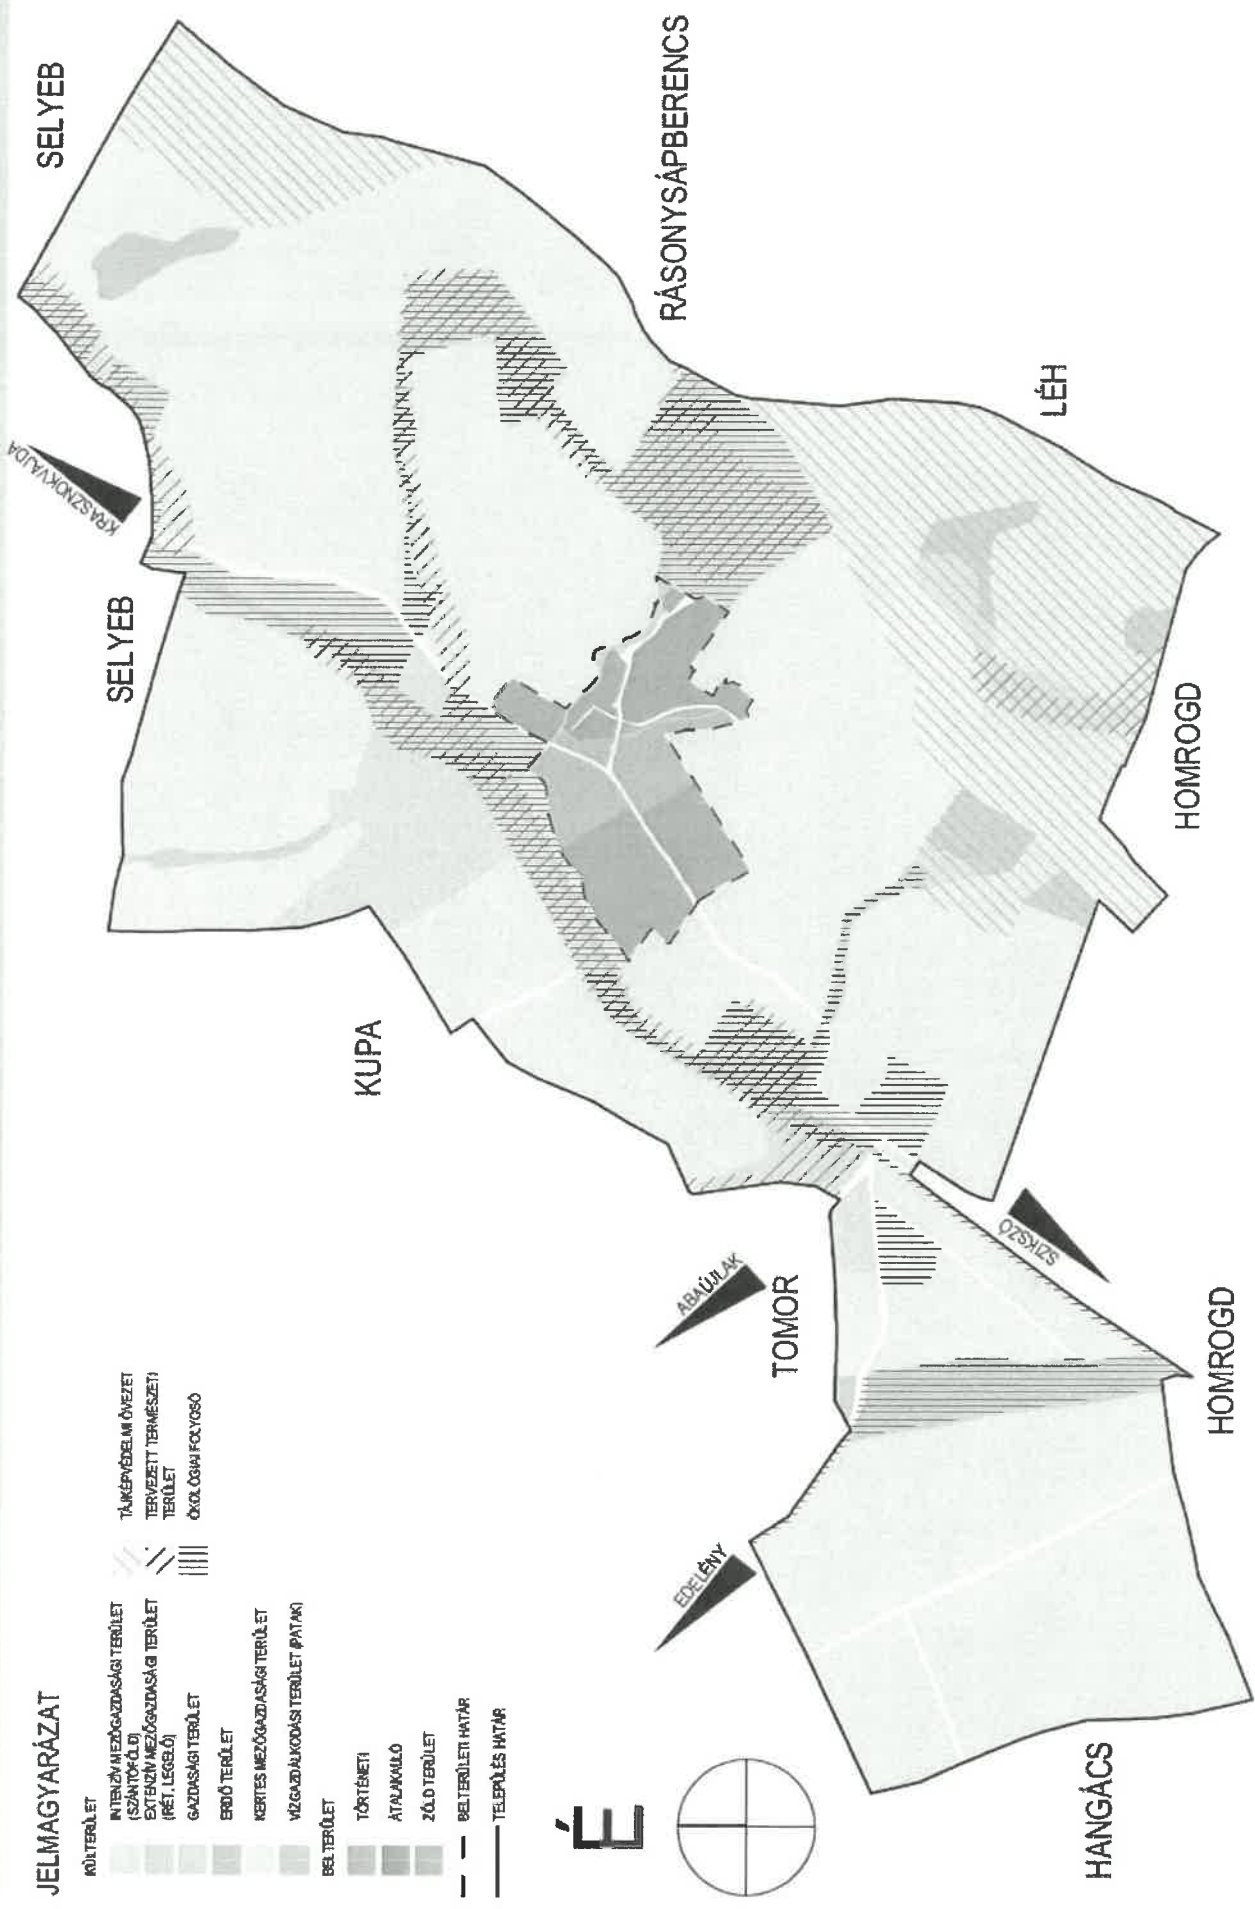 JELMAGYARÁZAT
KÜLTERÜLET
INTENZÍV MEZŐGAZDASÁGI TERÜLET
(SZÁNTÓFÖLD)
EXTENZÍV MEZŐGAZDASÁGI TERÜLET
(RÉT, LEGELŐ)
GAZDASÁGI TERÜLET
ERDŐ TERÜLET
KERTES MEZŐGAZDASÁGI TERÜLET
VÍZGAZDÁLKODÁSI TERÜLET (PATAK)
BELTERÜLET
TÖRTÉNETI
ÁTALAKULÓ
ZÖLD TERÜLET
BELTERÜLETI HATÁR
TELEPÜLÉS HATÁR
TÁJKÉPVÉDELMI ÖVEZET
TERVEZETT TERMÉSZETI
TERÜLET
ÖKOLÓGIAI FOLYOSÓ
É
SELYEB
KRASZNOKVAJDA
SELYEB
RÁSONYSÁPBERENCS
KUPA
LÉH
ABAÚJLAK
TOMOR
HOMROGD
EDELÉNY
SZIKSZÓ
HANGÁCS
HOMROGD